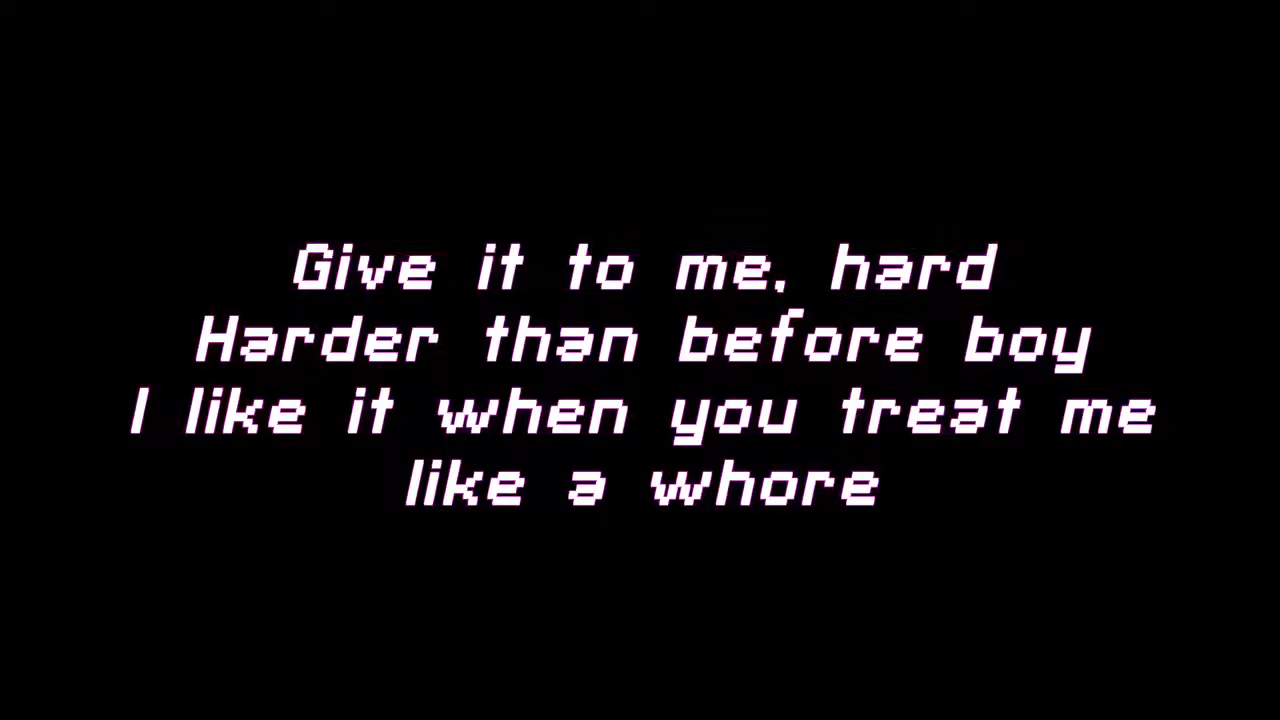 Give it to me, hard
Harder than before boy
I like it when you treat me
like a whore